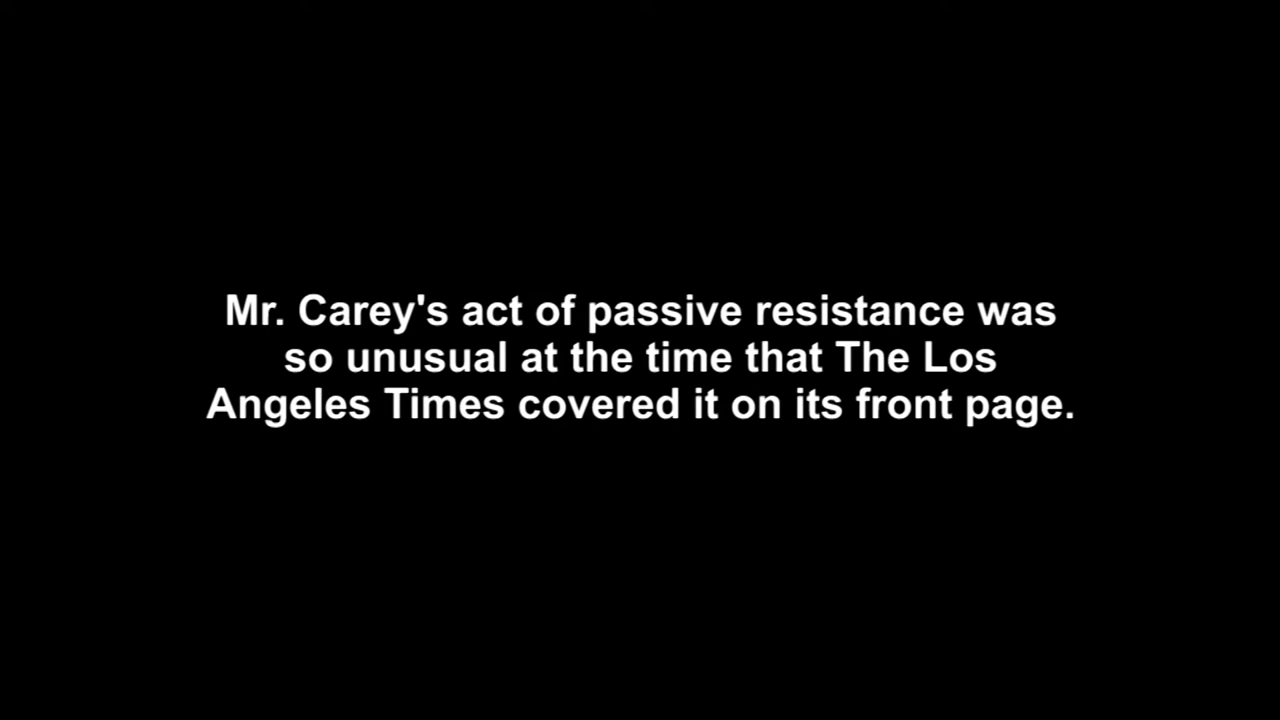 Mr. Carey's act of passive resistance was
so unusual at the time that The Los
Angeles Times covered it on its front page.